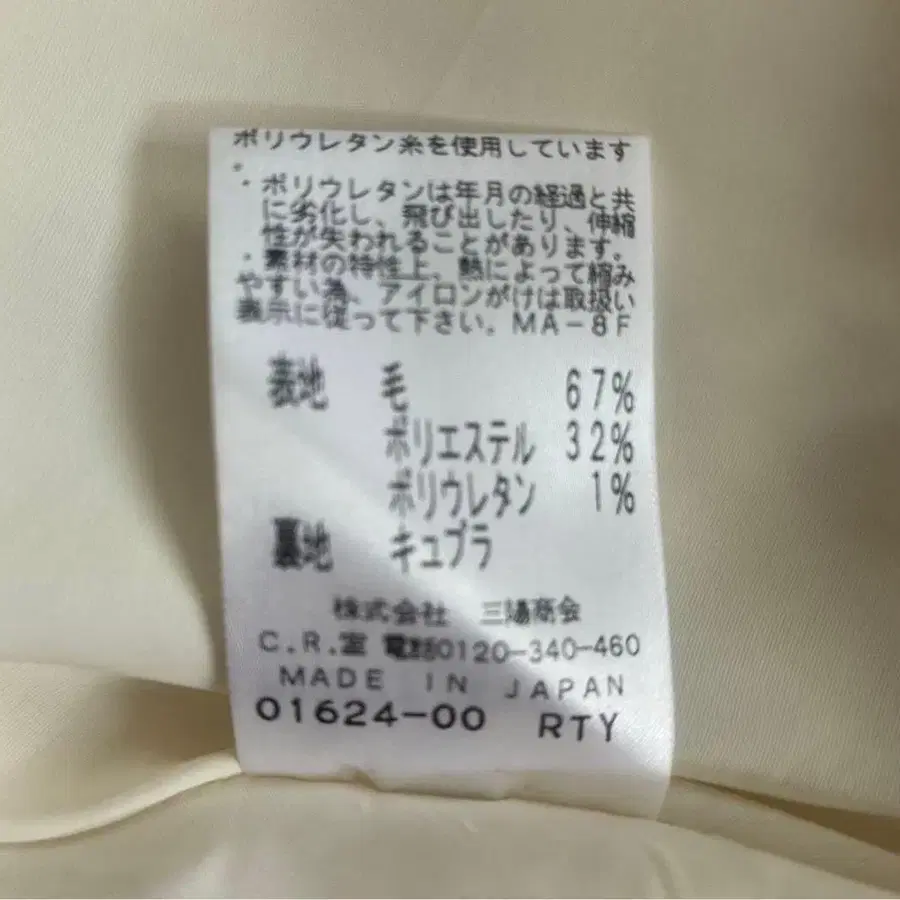 ポリウレタン糸を使用しています
。
・ポリウレタンは年月の経過と共
に劣化し、飛び出したり、伸縮
性が失われることがあります。
・素材の特性上、熱によって縮み
やすい為、アイロンがけは取扱い
表示に従って下さい。MA-8F
表地 毛 67%
ポリエステル 32%
ポリウレタン 1%
裏地 キュプラ
株式会社 三陽商会
C.R.室 電話0120-340-460
MADE IN JAPAN
01624-00 RTY